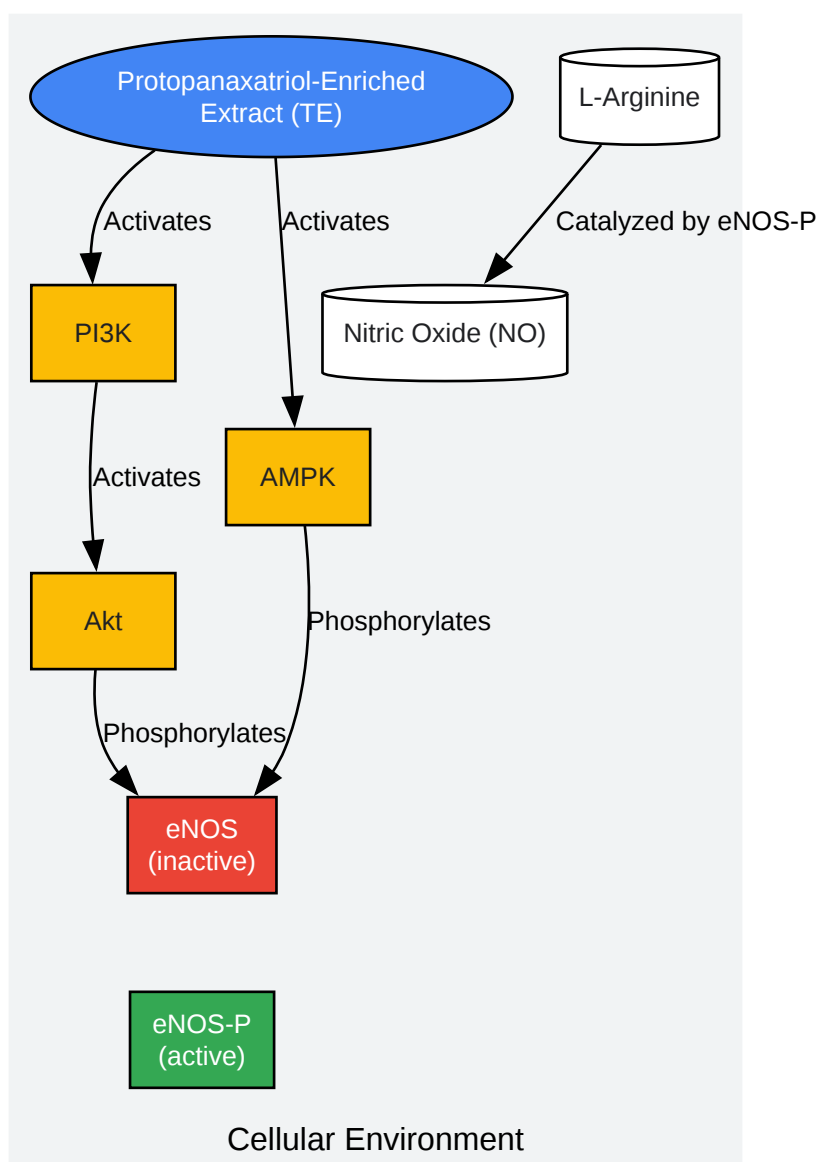 Protopanaxatriol-Enriched
Extract (TE)
L-Arginine
Activates
Activates
Catalyzed by eNOS-P
PI3K
Nitric Oxide (NO)
Activates
AMPK
Akt
Phosphorylates
Phosphorylates
eNOS
(inactive)
eNOS-P
(active)
Cellular Environment